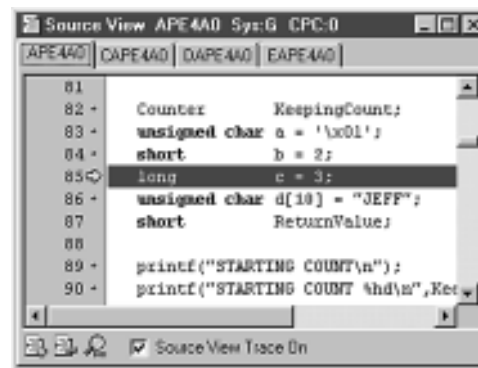 Source View APE4A0 Sys:G CPC:0
APE4A0 CAPE4A0 DAPE4A0 EAPE4A0
81
82 + Counter KeepingCount;
83 + unsigned char a = '\x01';
84 + short b = 2;
85 long c = 3;
86 + unsigned char d[10] = "JEFF";
87 short ReturnValue;
88
89 + printf("STARTING COUNT\n");
90 + printf("STARTING COUNT %hd\n",Kee
Source View Trace On